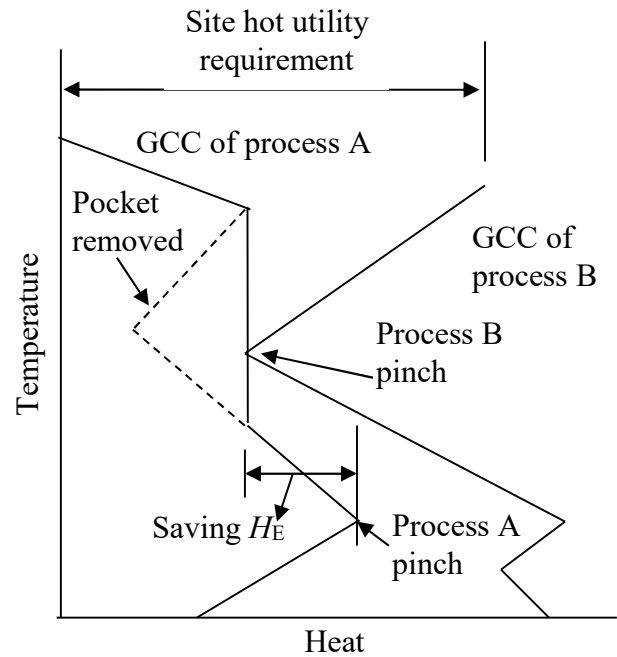 Site hot utility
requirement
GCC of process A
Pocket
removed
GCC of
process B
Process B
pinch
Temperature
Saving HE
Process A
pinch
Heat